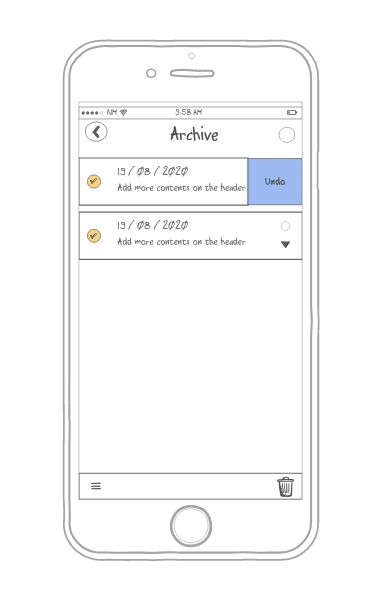 NM 9:58 AM
Archive
19 / 08 / 2020
Add more contents on the header
Undo
19 / 08 / 2020
Add more contents on the header